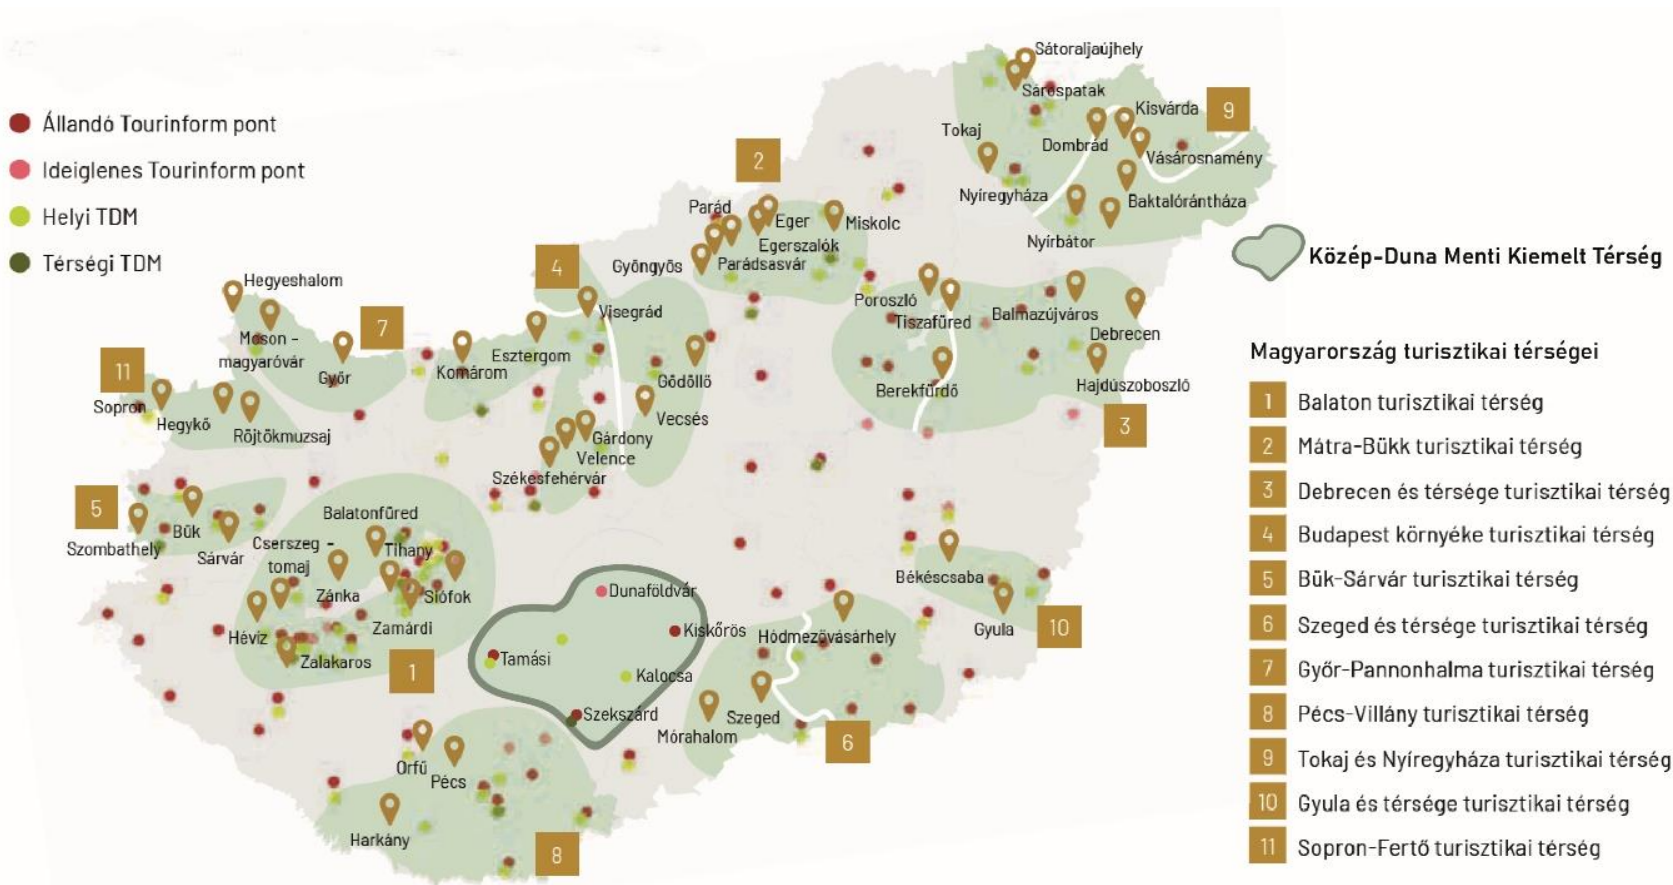 Állandó Tourinform pont
Ideiglenes Tourinform pont
Helyi TDM
Térségi TDM
Sátoraljaújhely
Sárospatak
Kisvárda
9
Tokaj
Dombrád
Vásárosnamény
2
Nyíregyháza
Baktalórántháza
Parád
Eger
Miskolc
Nyírbátor
Egerszalók
Gyöngyös
Parádsasvár
4
Közép-Duna Menti Kiemelt Térség
Hegyeshalom
Visegrád
Poroszló
Tiszafüred
Balmazújváros
Debrecen
7
Moson-
magyaróvár
Esztergom
Győr
Komárom
Gödöllő
Berekfürdő
Hajdúszoboszló
11
Sopron
Hegykő
Röjtökmuzsaj
Vecsés
Gárdony
Velence
Székesfehérvár
3
5
Szombathely
Bük
Sárvár
Balatonfüred
Cserszeg-
tomaj
Tihany
Zánka
Siófok
Hévíz
Zamárdi
Zalakaros
1
Dunaföldvár
Kiskőrös
Tamási
Kalocsa
Szekszárd
Békéscsaba
Gyula
10
Hódmezővásárhely
Szeged
Mórahalom
6
Orfű
Pécs
Harkány
8
Magyarország turisztikai térségei
1 Balaton turisztikai térség
2 Mátra-Bükk turisztikai térség
3 Debrecen és térsége turisztikai térség
4 Budapest környéke turisztikai térség
5 Bük-Sárvár turisztikai térség
6 Szeged és térsége turisztikai térség
7 Győr-Pannonhalma turisztikai térség
8 Pécs-Villány turisztikai térség
9 Tokaj és Nyíregyháza turisztikai térség
10 Gyula és térsége turisztikai térség
11 Sopron-Fertő turisztikai térség